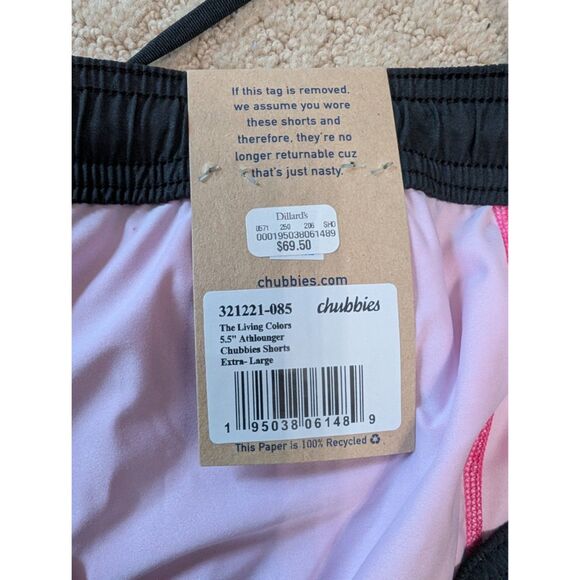 If this tag is removed,
we assume you wore
these shorts and
therefore, they're no
longer returnable cuz
that's just nasty.
Dillard's
0571 250 206 SHO
000195038061489
$69.50
chubbies.com
321221-085 chubbies
The Living Colors
5.5" Athlounger
Chubbies Shorts
Extra- Large
1 95038 06148 9
This Paper is 100% Recycled